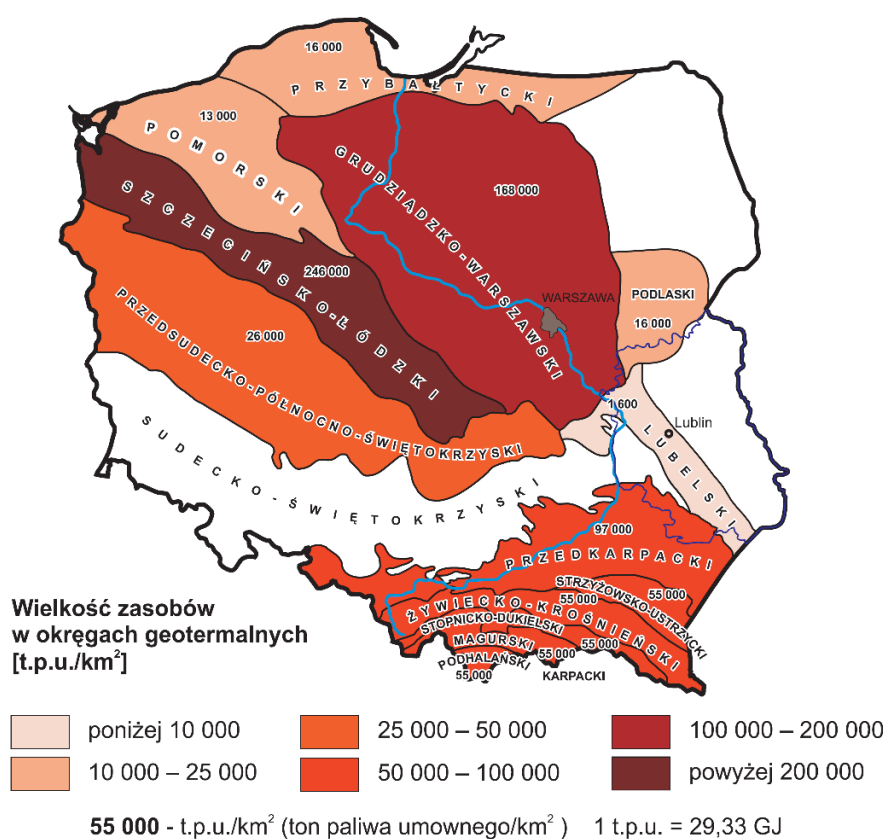 16 000
PRZYBAŁTYCKI
13 000
POMORSKI
GRUDZIĄDZKO-WARSZAWSKI
168 000
SZCZECIŃSKO-ŁÓDZKI
246 000
PODLASKI
16 000
WARSZAWA
PRZEDSUDECKO-PÓŁNOCNO-ŚWIĘTOKRZYSKI
26 000
1 600
LUBELSKI
Lublin
SUDECKO-ŚWIĘTOKRZYSKI
97 000
PRZEDKARPACKI
STRZYŻOWSKO-USTRZYCKI
55 000
55 000
ŻYWIECKO-KROŚNIEŃSKI
STOPNICKO-DUKIELSKI
55 000
MAGURSKI
55 000
PODHALAŃSKI
55 000
KARPACKI
Wielkość zasobów
w okręgach geotermalnych
[t.p.u./km²]
poniżej 10 000
25 000 – 50 000
100 000 – 200 000
10 000 – 25 000
50 000 – 100 000
powyżej 200 000
55 000 - t.p.u./km² (ton paliwa umownego/km² ) 1 t.p.u. = 29,33 GJ